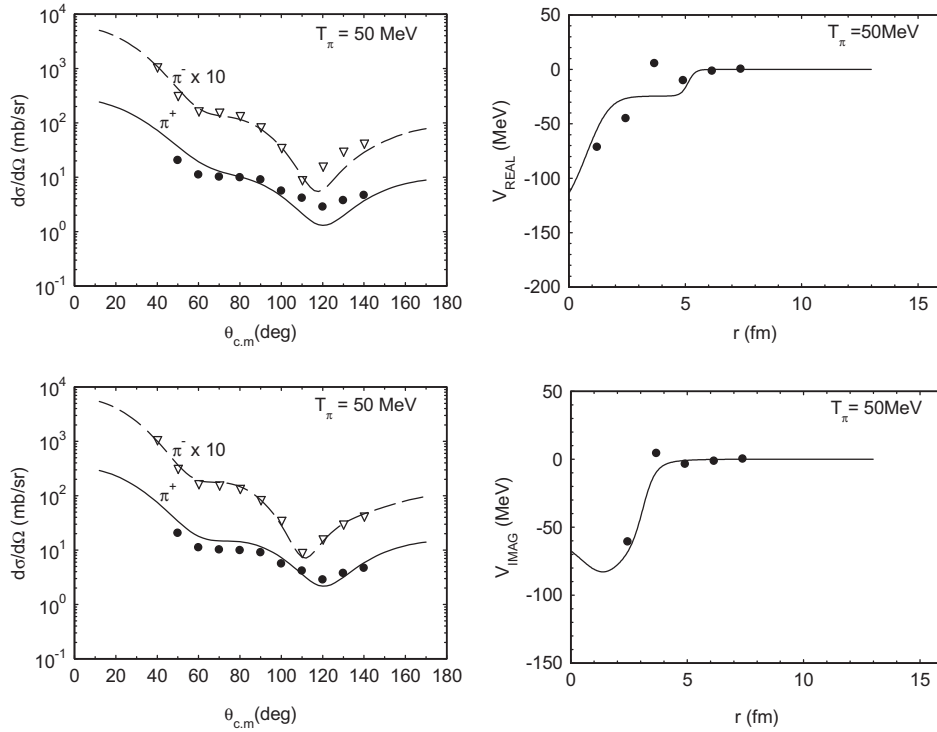 10^4
10^3
10^2
10^1
10^0
10^-1
dσ/dΩ (mb/sr)
T_π = 50 MeV
π^- x 10
π^+
0 20 40 60 80 100 120 140 160 180
θ_c.m(deg)
50
0
-50
-100
-150
-200
V_REAL (MeV)
T_π =50MeV
0 5 10 15
r (fm)
10^4
10^3
10^2
10^1
10^0
10^-1
dσ/dΩ (mb/sr)
T_π = 50 MeV
π^- x 10
π^+
0 20 40 60 80 100 120 140 160 180
θ_c.m(deg)
50
0
-50
-100
-150
V_IMAG (MeV)
T_π = 50MeV
0 5 10 15
r (fm)